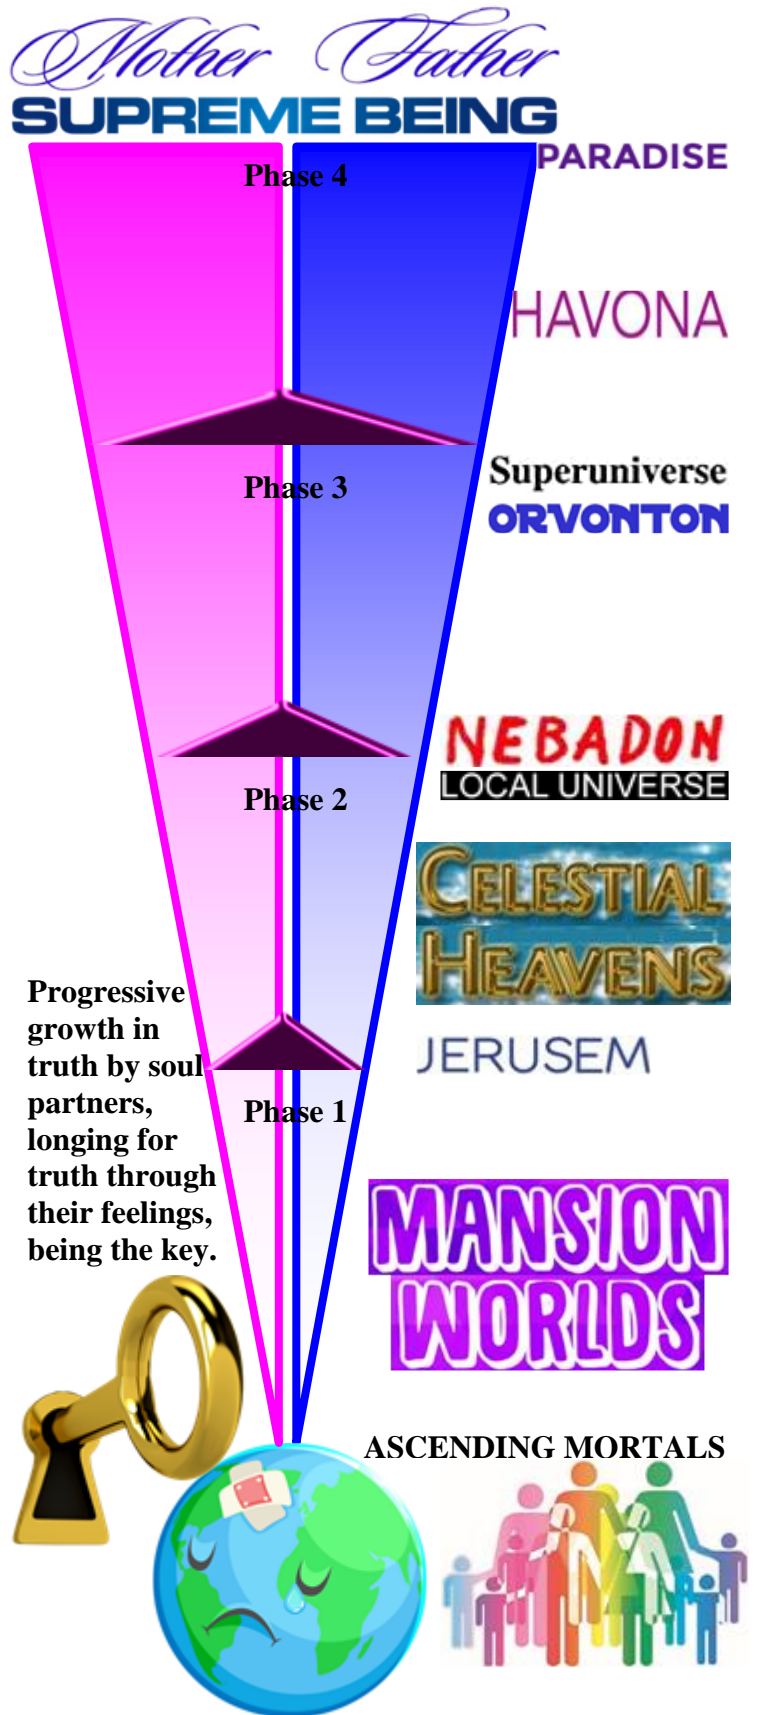 Mother Father
SUPREME BEING
PARADISE
Phase 4
HAVONA
Superuniverse
Phase 3
ORVONTON
NEBADON
LOCAL UNIVERSE
Phase 2
CELESTIAL
HEAVENS
Progressive
growth in
truth by soul
partners,
longing for
truth through
their feelings,
being the key.
JERUSEM
Phase 1
MANSION
WORLDS
ASCENDING MORTALS